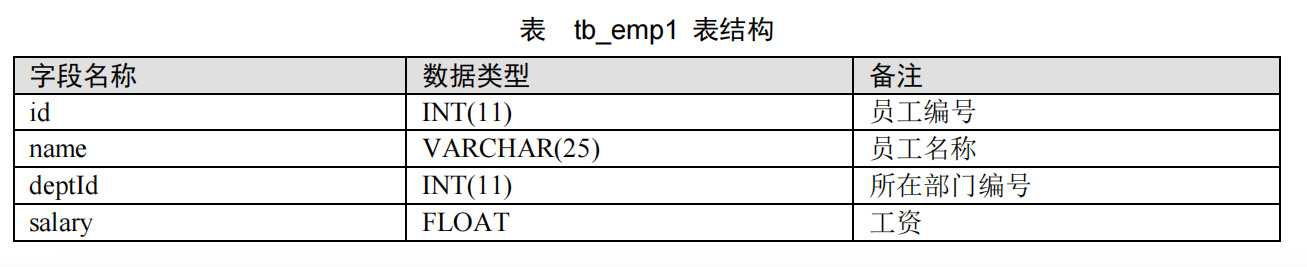 表 tb_emp1 表结构
字段名称 数据类型 备注
id INT(11) 员工编号
name VARCHAR(25) 员工名称
deptId INT(11) 所在部门编号
salary FLOAT 工资